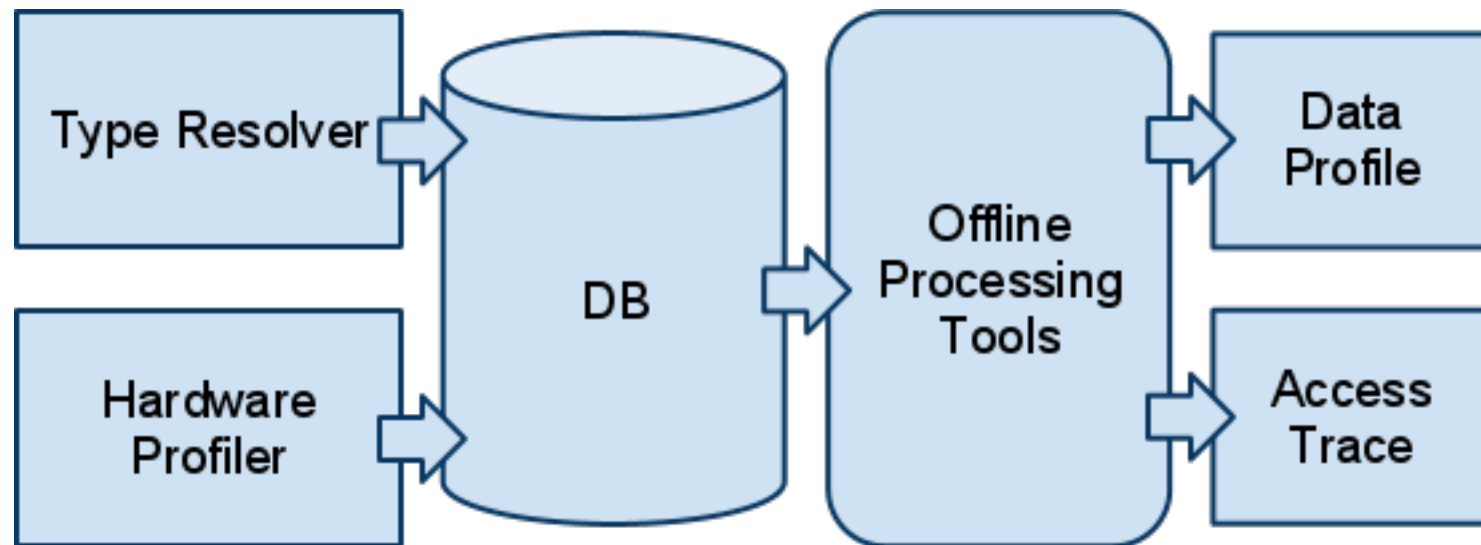 Type Resolver
Hardware
Profiler
DB
Offline
Processing
Tools
Data
Profile
Access
Trace